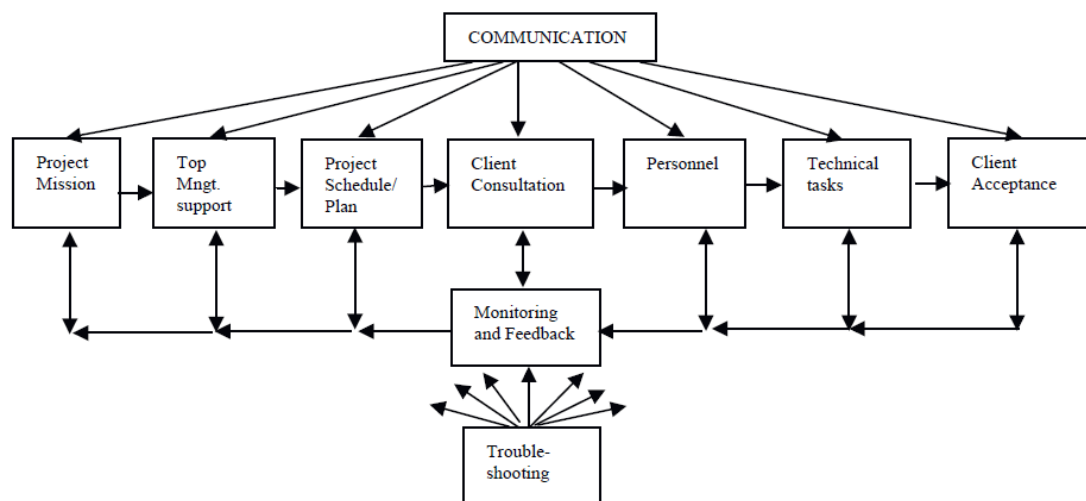 COMMUNICATION
Project
Mission
Top
Mngt.
support
Project
Schedule/
Plan
Client
Consultation
Personnel
Technical
tasks
Client
Acceptance
Monitoring
and Feedback
Trouble-
shooting